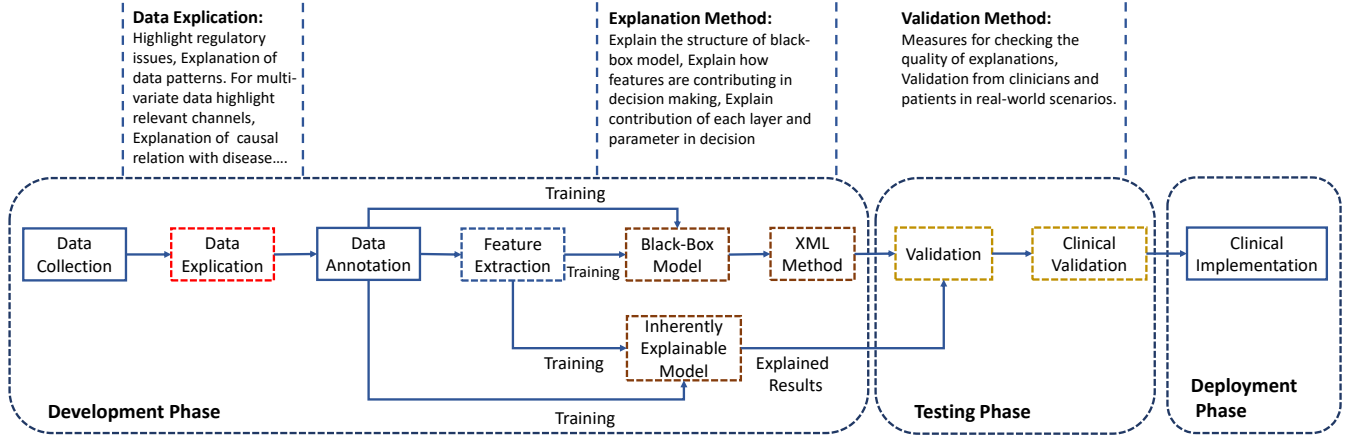 Data Explication:
Highlight regulatory
issues, Explanation of
data patterns. For multi-
variate data highlight
relevant channels,
Explanation of causal
relation with disease....
Explanation Method:
Explain the structure of black-
box model, Explain how
features are contributing in
decision making, Explain
contribution of each layer and
parameter in decision
Validation Method:
Measures for checking the
quality of explanations,
Validation from clinicians and
patients in real-world scenarios.
Training
Data
Collection
Data
Explication
Data
Annotation
Feature
Extraction
Training
Black-Box
Model
XML
Method
Validation
Clinical
Validation
Clinical
Implementation
Training
Inherently
Explainable
Model
Explained
Results
Training
Development Phase
Testing Phase
Deployment
Phase